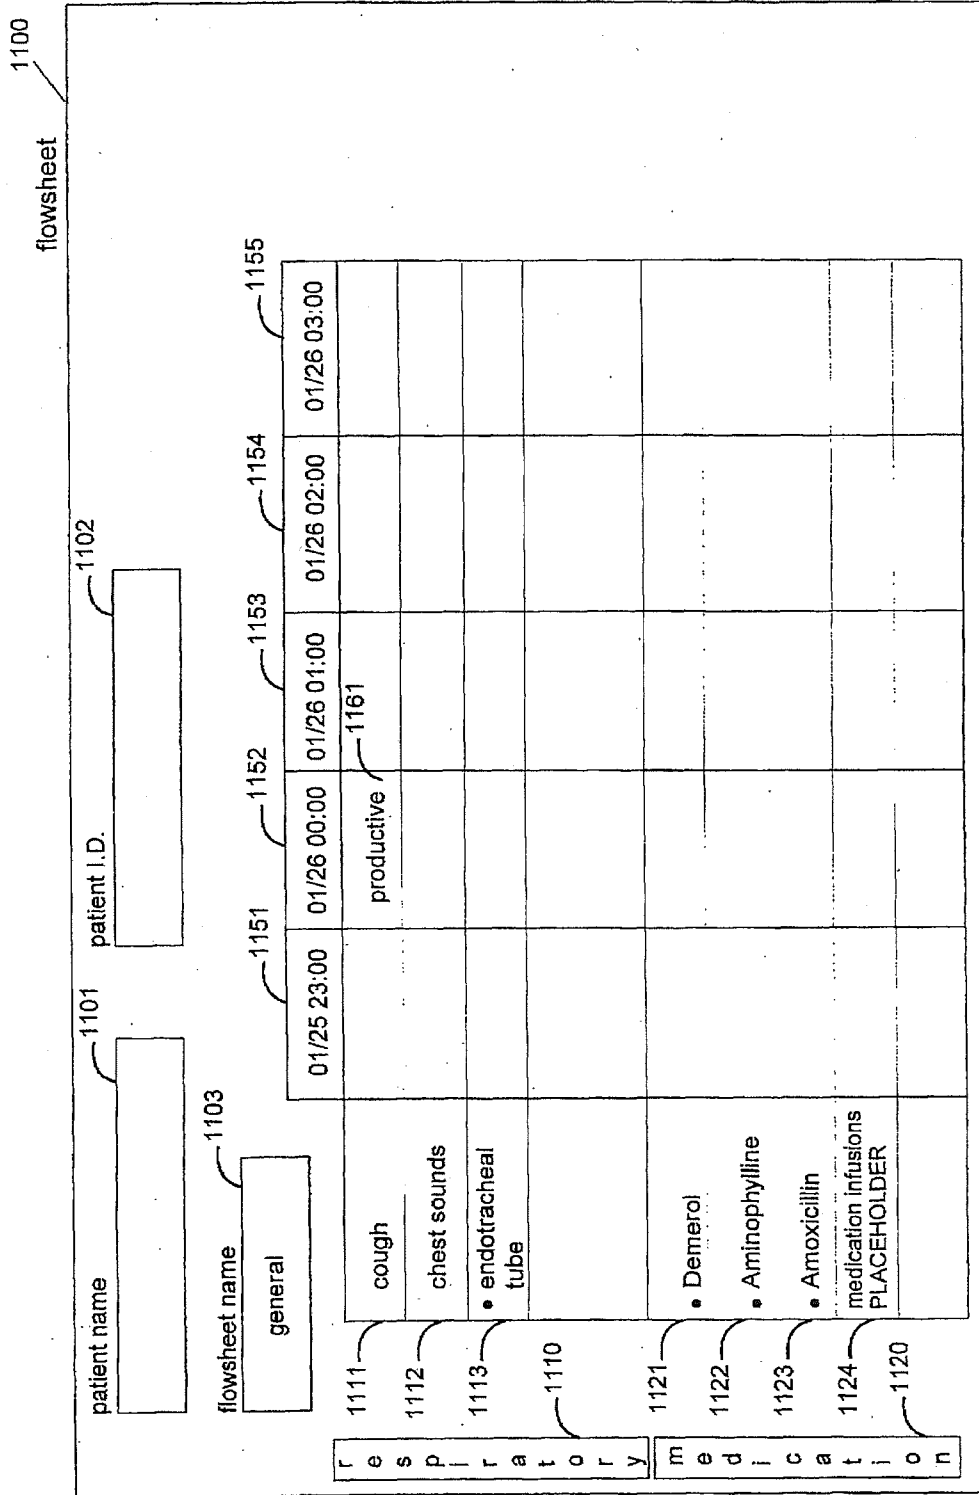 flowsheet 1100
patient name 1101
patient I.D. 1102
flowsheet name 1103
general
1151 1152 1153 1154 1155
01/25 23:00 01/26 00:00 01/26 01:00 01/26 02:00 01/26 03:00
respiratory
1111 cough productive 1161
1112 chest sounds
1113 • endotracheal
tube
1110
medication
1121 • Demerol
1122 • Aminophylline
1123 • Amoxicillin
1124 medication infusions
PLACEHOLDER
1120